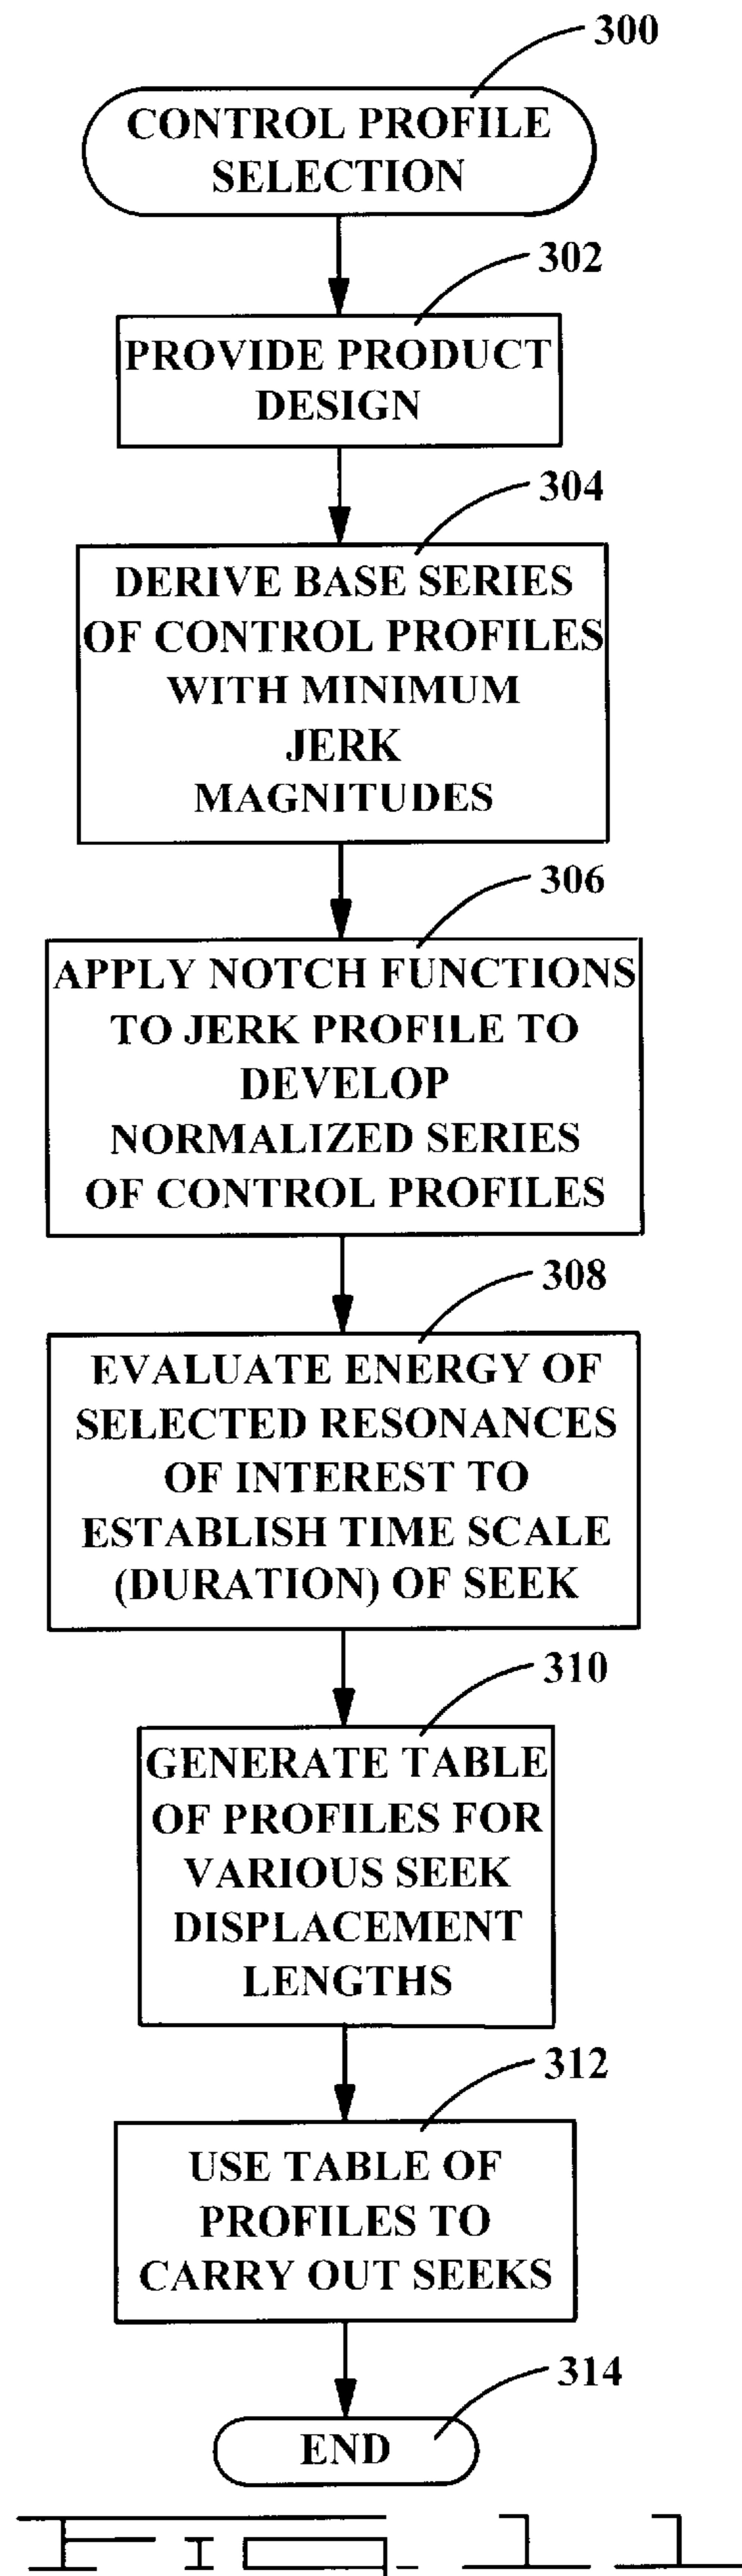 300
CONTROL PROFILE
SELECTION
302
PROVIDE PRODUCT
DESIGN
304
DERIVE BASE SERIES
OF CONTROL PROFILES
WITH MINIMUM
JERK
MAGNITUDES
306
APPLY NOTCH FUNCTIONS
TO JERK PROFILE TO
DEVELOP
NORMALIZED SERIES
OF CONTROL PROFILES
308
EVALUATE ENERGY OF
SELECTED RESONANCES
OF INTEREST TO
ESTABLISH TIME SCALE
(DURATION) OF SEEK
310
GENERATE TABLE
OF PROFILES FOR
VARIOUS SEEK
DISPLACEMENT
LENGTHS
312
USE TABLE OF
PROFILES TO
CARRY OUT SEEKS
314
END